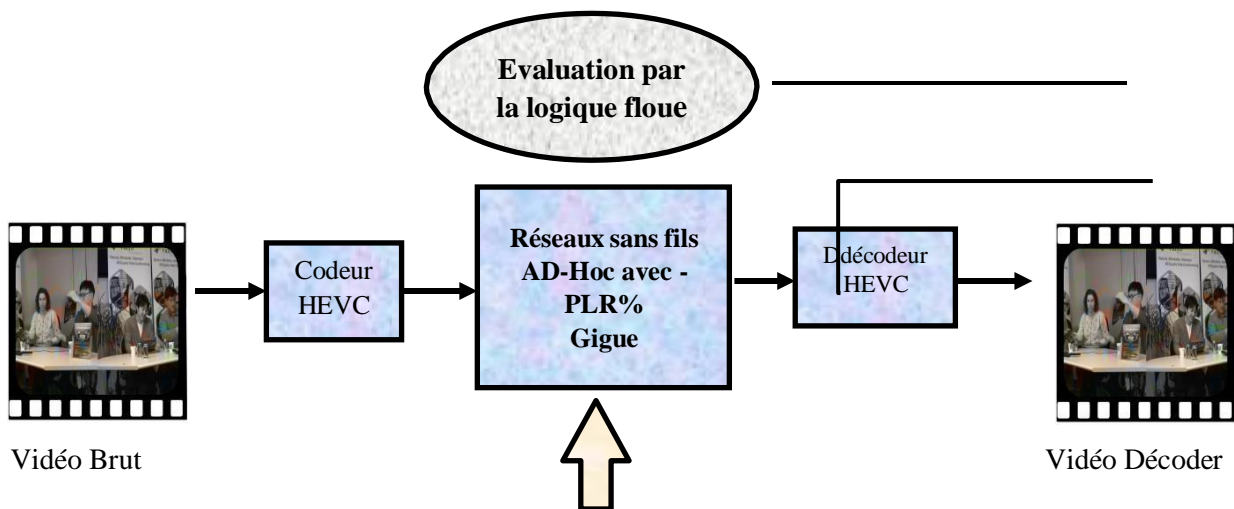 Evaluation par
la logique floue
Codeur
HEVC
Réseaux sans fils
AD-Hoc avec -
PLR%
Gigue
Ddécodeur
HEVC
Vidéo Brut
Vidéo Décoder